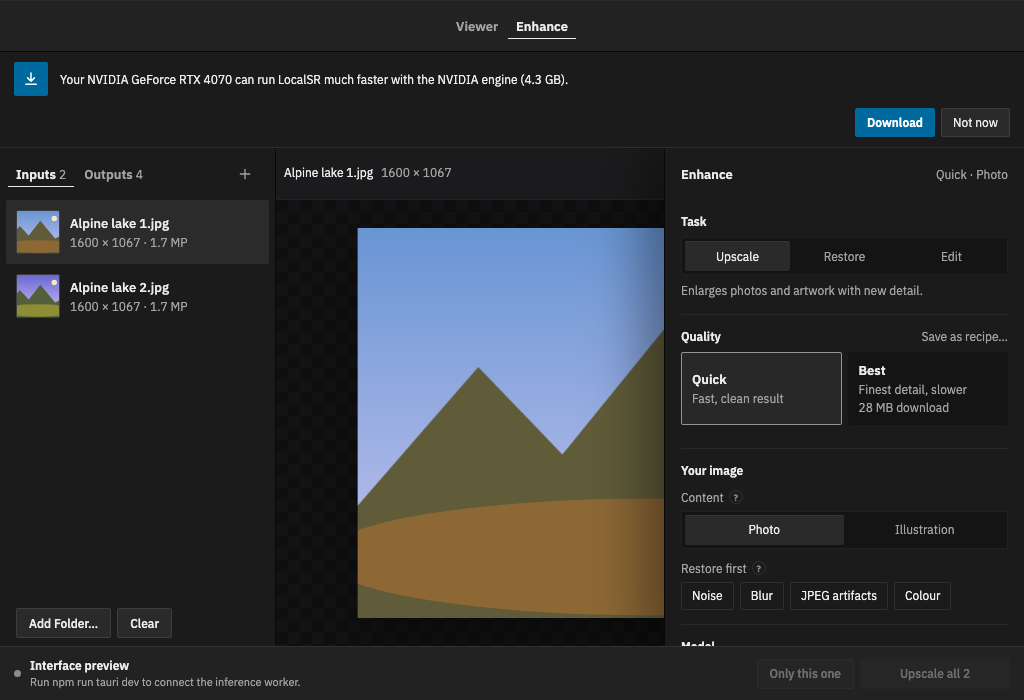 Viewer Enhance
Your NVIDIA GeForce RTX 4070 can run LocalSR much faster with the NVIDIA engine (4.3 GB).
Download Not now
Inputs 2 Outputs 4 +
Alpine lake 1.jpg
1600 × 1067 · 1.7 MP
Alpine lake 2.jpg
1600 × 1067 · 1.7 MP
Add Folder... Clear
Alpine lake 1.jpg 1600 × 1067
Enhance Quick · Photo
Task
Upscale Restore Edit
Enlarges photos and artwork with new detail.
Quality Save as recipe...
Quick
Fast, clean result
Best
Finest detail, slower
28 MB download
Your image
Content ?
Photo Illustration
Restore first ?
Noise Blur JPEG artifacts Colour
Model
Interface preview
Run npm run tauri dev to connect the inference worker.
Only this one Upscale all 2